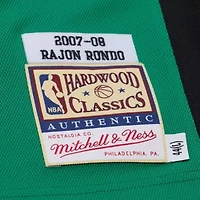 2007-08
RAJON RONDO
NBA
HARDWOOD
CLASSICS
AUTHENTIC
NOSTALGIA CO.
Mitchell & Ness
PHILADELPHIA, PA.